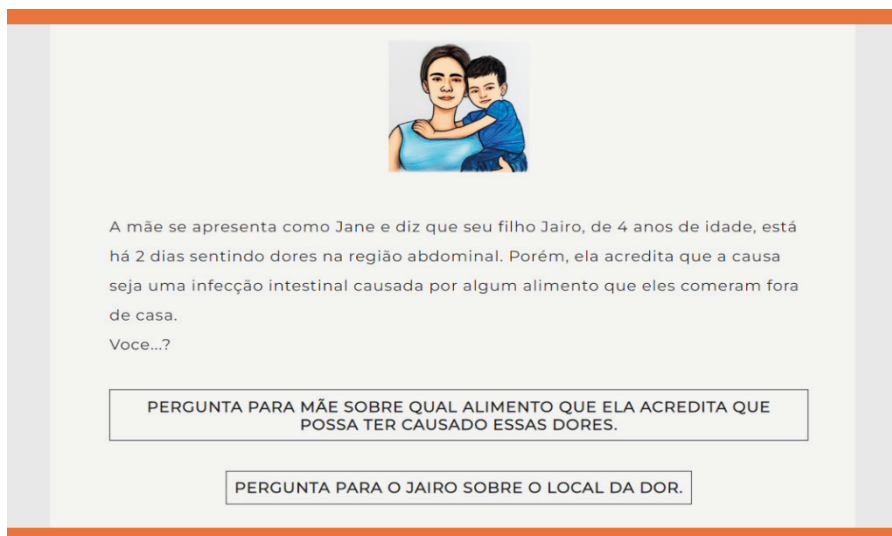 A mãe se apresenta como Jane e diz que seu filho Jairo, de 4 anos de idade, está
há 2 dias sentindo dores na região abdominal. Porém, ela acredita que a causa
seja uma infecção intestinal causada por algum alimento que eles comeram fora
de casa.
Voce...?
PERGUNTA PARA MÃE SOBRE QUAL ALIMENTO QUE ELA ACREDITA QUE
POSSA TER CAUSADO ESSAS DORES.
PERGUNTA PARA O JAIRO SOBRE O LOCAL DA DOR.